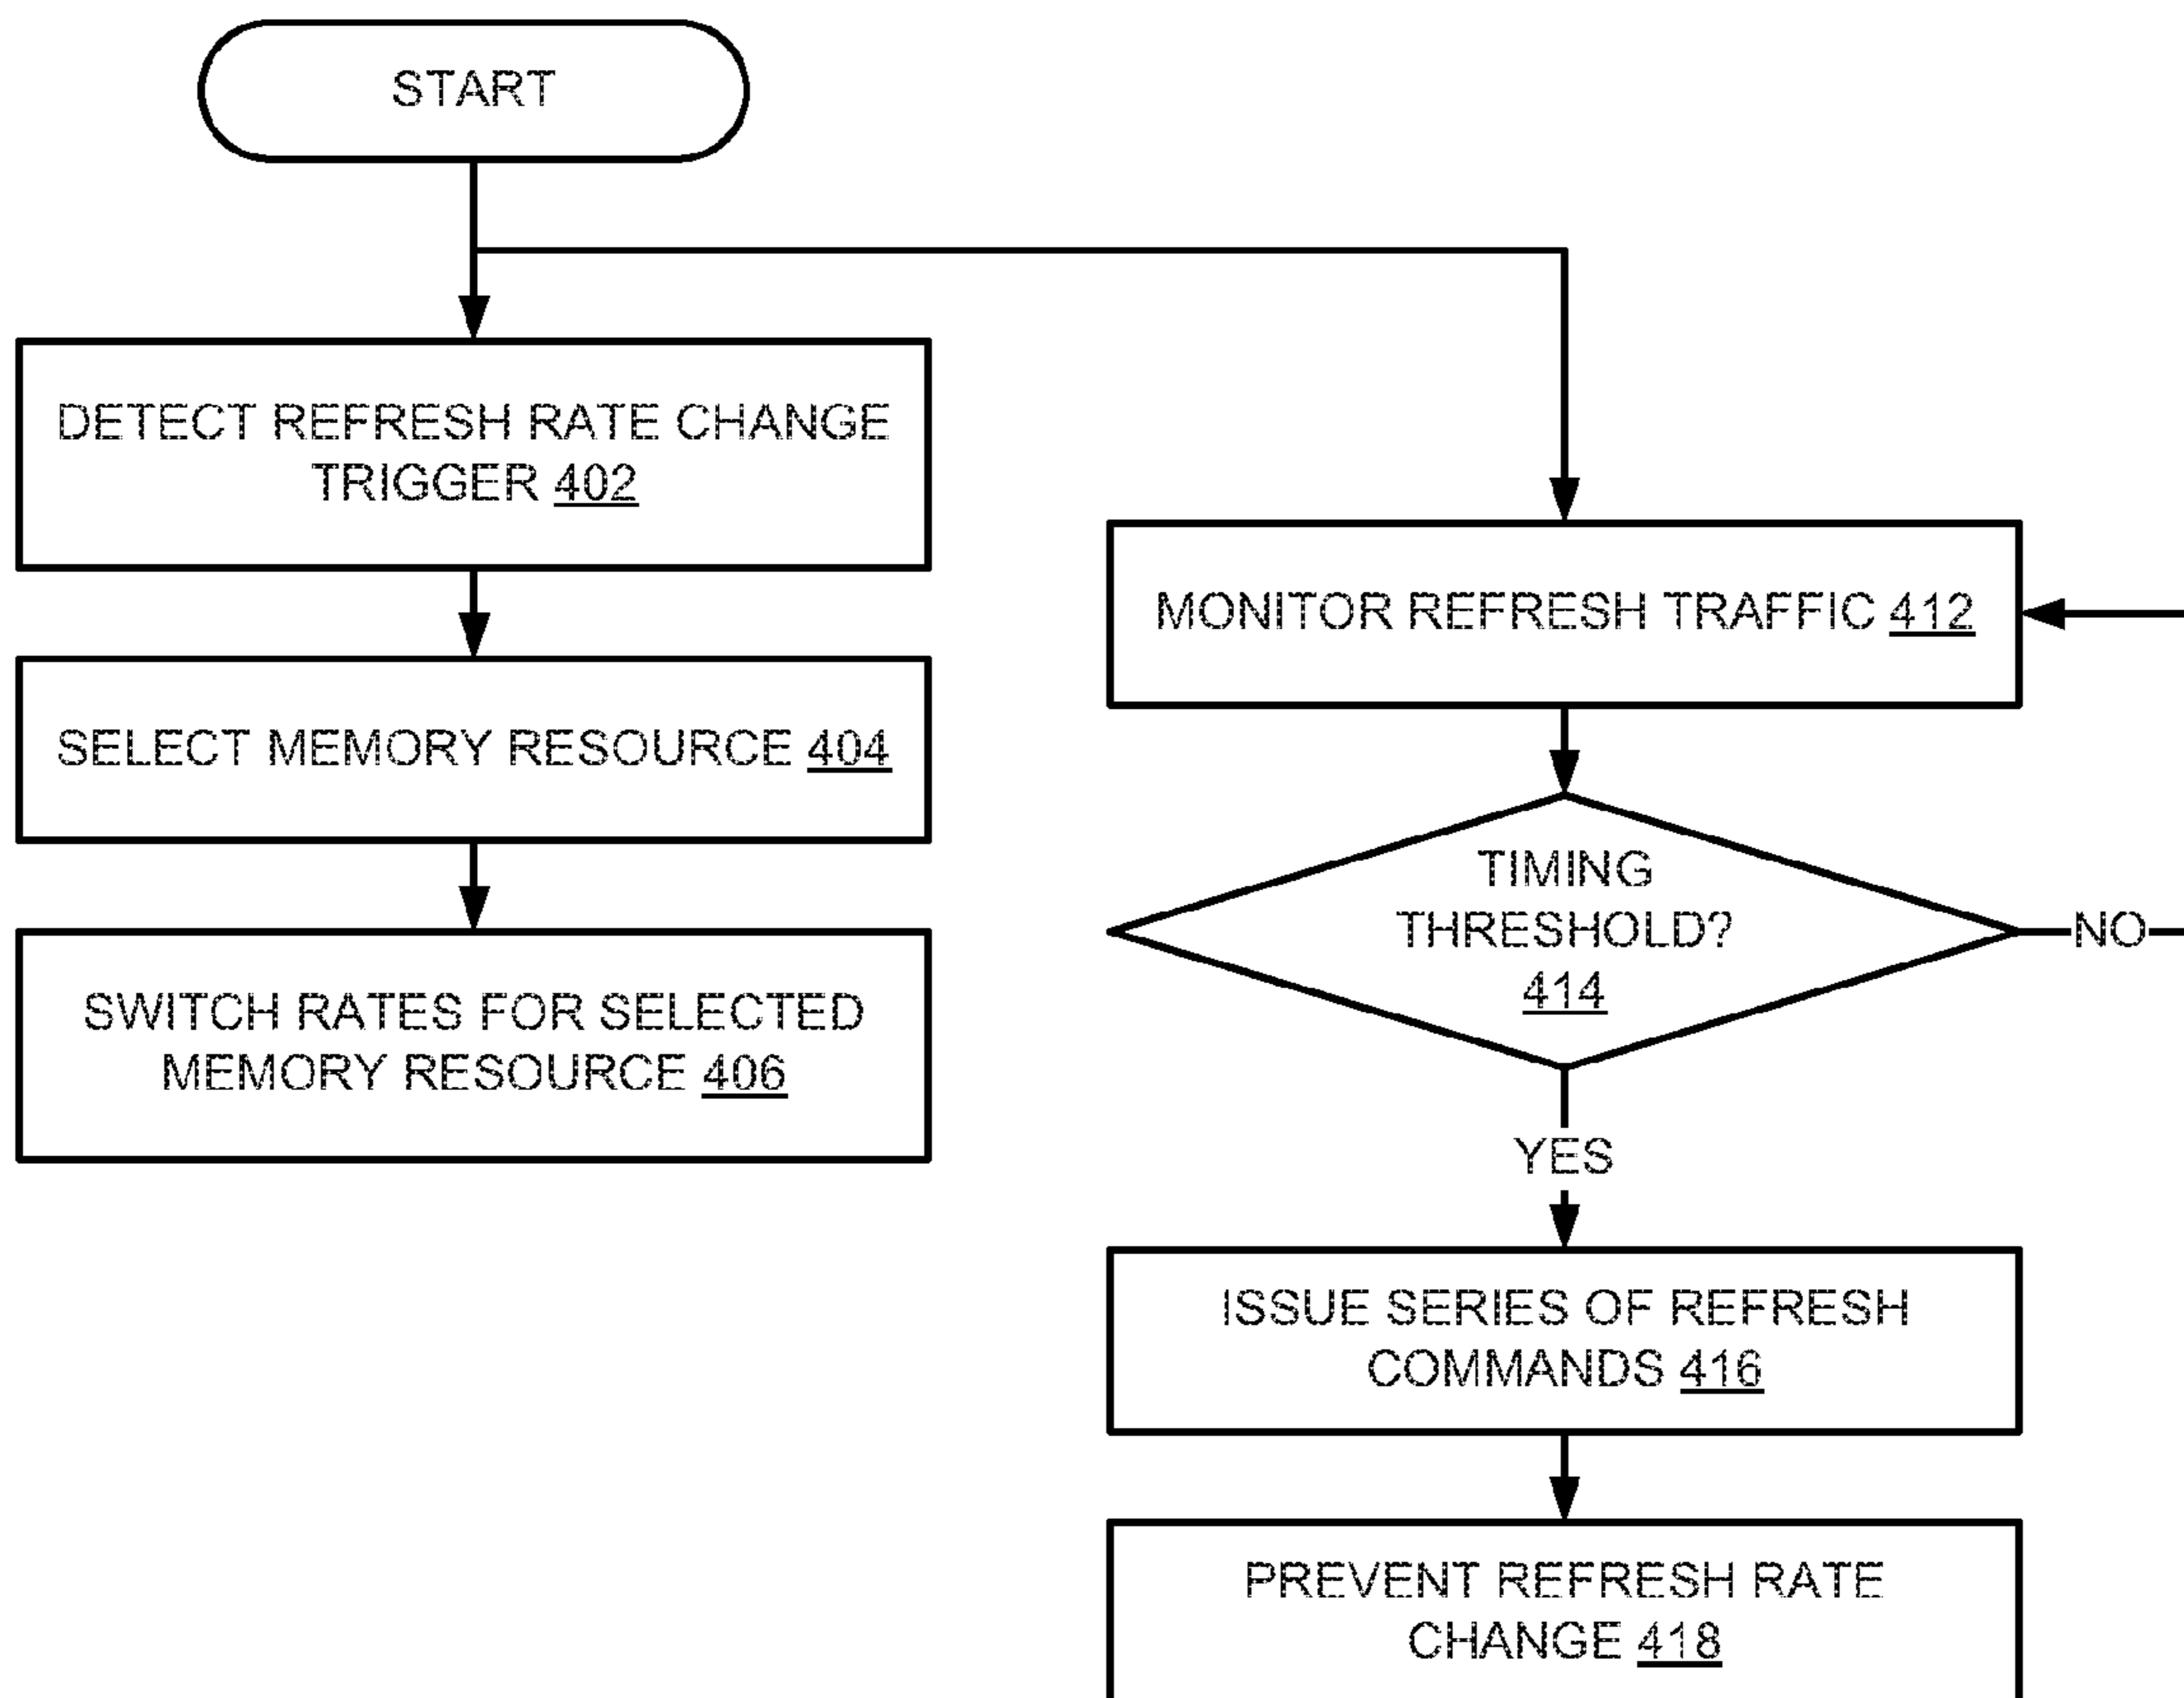 START
DETECT REFRESH RATE CHANGE
TRIGGER 402
SELECT MEMORY RESOURCE 404
SWITCH RATES FOR SELECTED
MEMORY RESOURCE 406
MONITOR REFRESH TRAFFIC 412
TIMING
THRESHOLD?
414
NO
YES
ISSUE SERIES OF REFRESH
COMMANDS 416
PREVENT REFRESH RATE
CHANGE 418